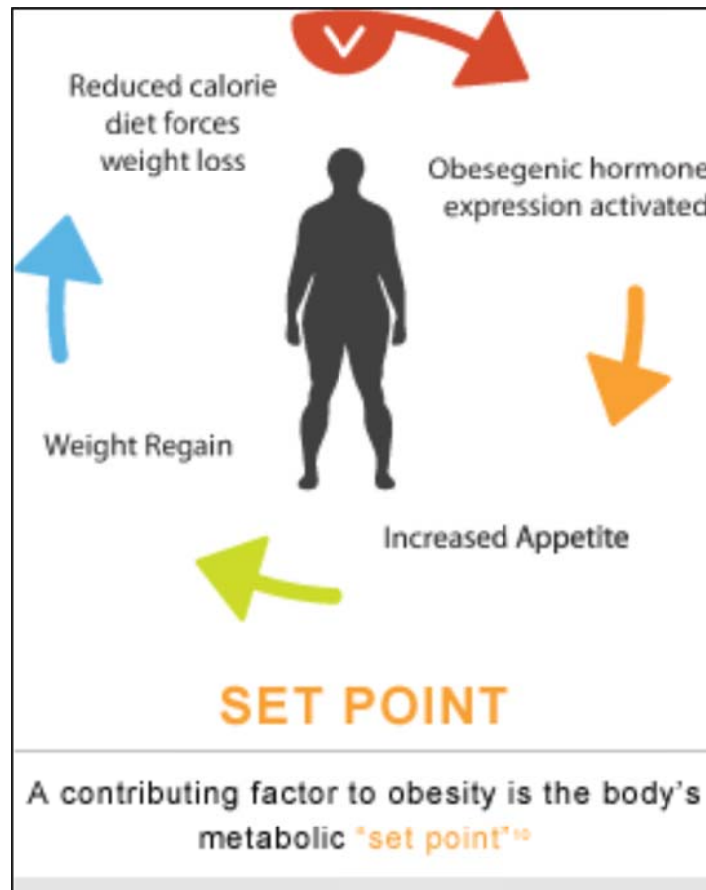 Reduced calorie
diet forces
weight loss
Obesegenic hormone
expression activated
Increased Appetite
Weight Regain
SET POINT
A contributing factor to obesity is the body's
metabolic "set point"10